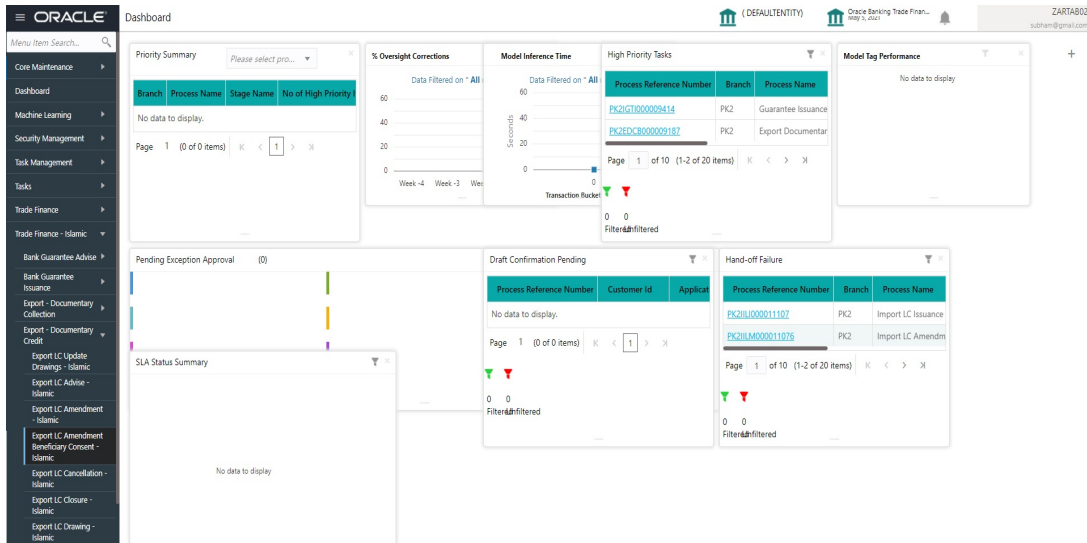 ORACLE
Dashboard
( DEFAULTENTITY)
Oracle Banking Trade Finan...
May 5, 2021
ZARTAB02
subham@gmail.com
Menu Item Search...
Core Maintenance
Dashboard
Machine Learning
Security Management
Task Management
Tasks
Trade Finance
Trade Finance - Islamic
Bank Guarantee Advise
Bank Guarantee
Issuance
Export - Documentary
Collection
Export - Documentary
Credit
Export LC Update
Drawings - Islamic
Export LC Advise -
Islamic
Export LC Amendment
- Islamic
Export LC Amendment
Beneficiary Consent -
Islamic
Export LC Cancellation -
Islamic
Export LC Closure -
Islamic
Export LC Drawing -
Islamic
Priority Summary
Please select pro...
Branch Process Name Stage Name No of High Priority
No data to display.
Page 1 (0 of 0 items) 1
% Oversight Corrections
Data Filtered on " All
60
40
20
0
Week -4 Week -3
Model Inference Time
Data Filtered on " All
Seconds
60
40
20
0
0
Transaction Bucket
High Priority Tasks
Process Reference Number Branch Process Name
PK2IGTI000009414 PK2 Guarantee Issuance
PK2EDCB000009187 PK2 Export Documentar
Page 1 of 10 (1-2 of 20 items)
0 0
Filtered Unfiltered
Model Tag Performance
No data to display
Pending Exception Approval (0)
SLA Status Summary
No data to display
Draft Confirmation Pending
Process Reference Number Customer Id Applicat
No data to display.
Page 1 (0 of 0 items) 1
0 0
Filtered Unfiltered
Hand-off Failure
Process Reference Number Branch Process Name
PK2IILI000011107 PK2 Import LC Issuance
PK2IILM000011076 PK2 Import LC Amendm
Page 1 of 10 (1-2 of 20 items)
0 0
Filtered Unfiltered